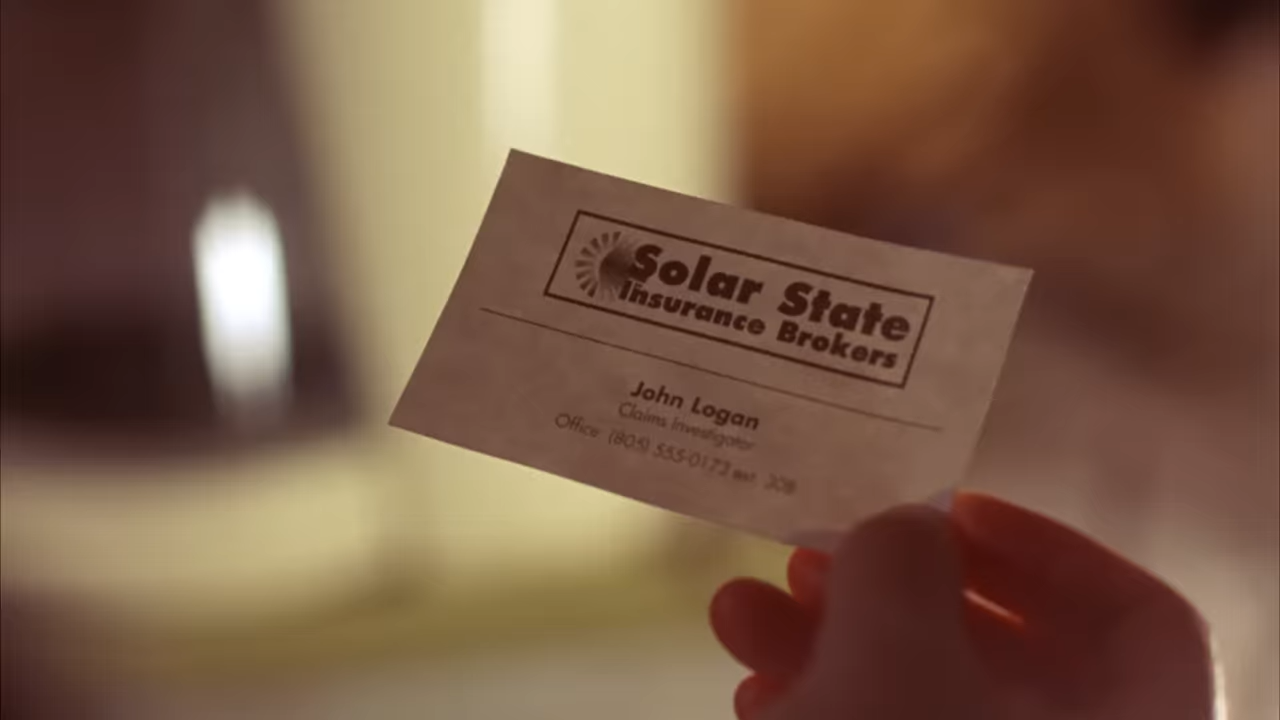 Solar State
Insurance Brokers
John Logan
Claims Investigator
Office (805) 555-0173 ext. 308